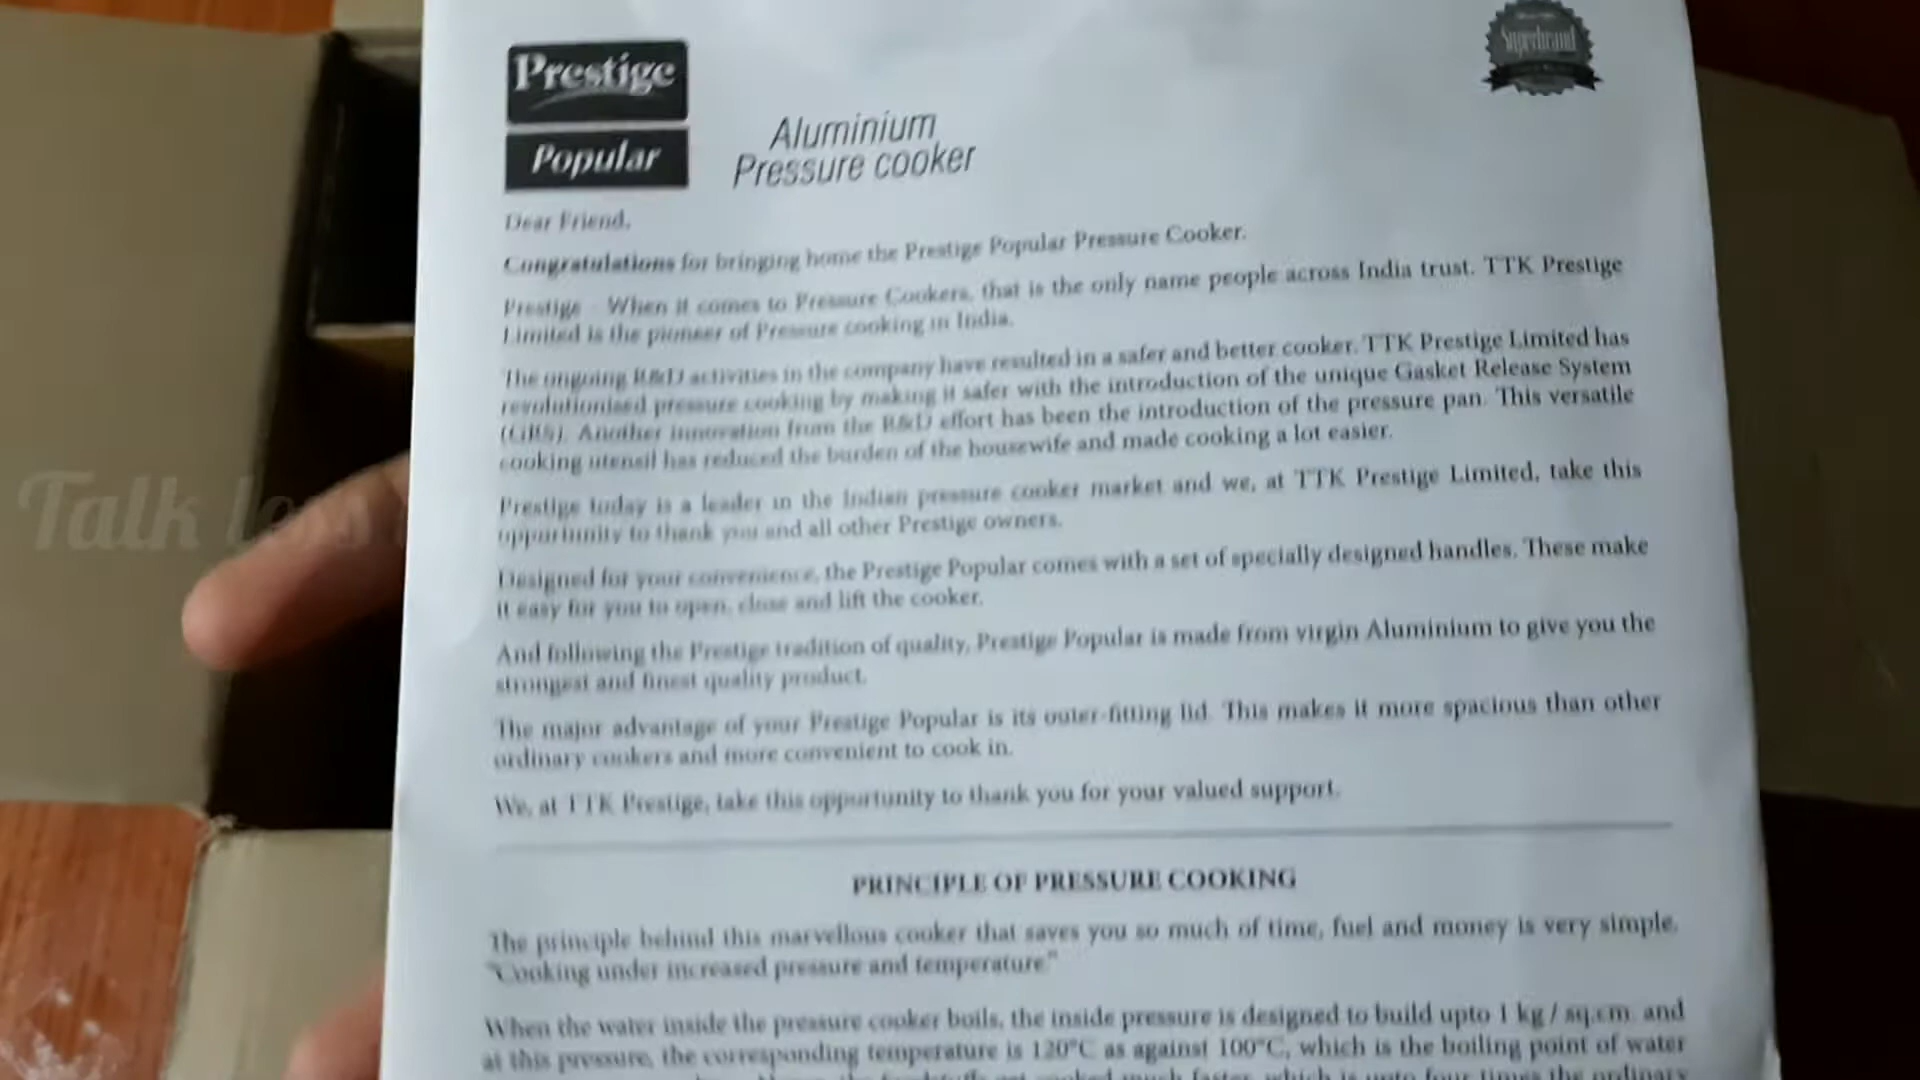 Prestige
Popular
Aluminium
Pressure cooker
Superbrand
Dear Friend,
Congratulations for bringing home the Prestige Popular Pressure Cooker.
Prestige - When it comes to Pressure Cookers, that is the only name people across India trust. TTK Prestige
Limited is the pioneer of Pressure cooking in India.
The ongoing R&D activities in the company have resulted in a safer and better cooker. TTK Prestige Limited has
revolutionised pressure cooking by making it safer with the introduction of the unique Gasket Release System
(GRS). Another innovation from the R&D effort has been the introduction of the pressure pan. This versatile
cooking utensil has reduced the burden of the housewife and made cooking a lot easier.
Prestige today is a leader in the Indian pressure cooker market and we, at TTK Prestige Limited, take this
opportunity to thank you and all other Prestige owners.
Designed for your convenience, the Prestige Popular comes with a set of specially designed handles. These make
it easy for you to open, close and lift the cooker.
And following the Prestige tradition of quality, Prestige Popular is made from virgin Aluminium to give you the
strongest and finest quality product.
The major advantage of your Prestige Popular is its outer-fitting lid. This makes it more spacious than other
ordinary cookers and more convenient to cook in.
We, at TTK Prestige, take this opportunity to thank you for your valued support.
PRINCIPLE OF PRESSURE COOKING
The principle behind this marvellous cooker that saves you so much of time, fuel and money is very simple.
"Cooking under increased pressure and temperature"
When the water inside the pressure cooker boils, the inside pressure is designed to build upto 1 kg / sq.cm. and
at this pressure, the corresponding temperature is 120°C as against 100°C, which is the boiling point of water
cooked much faster, which is upto four times the ordinary
Talk less